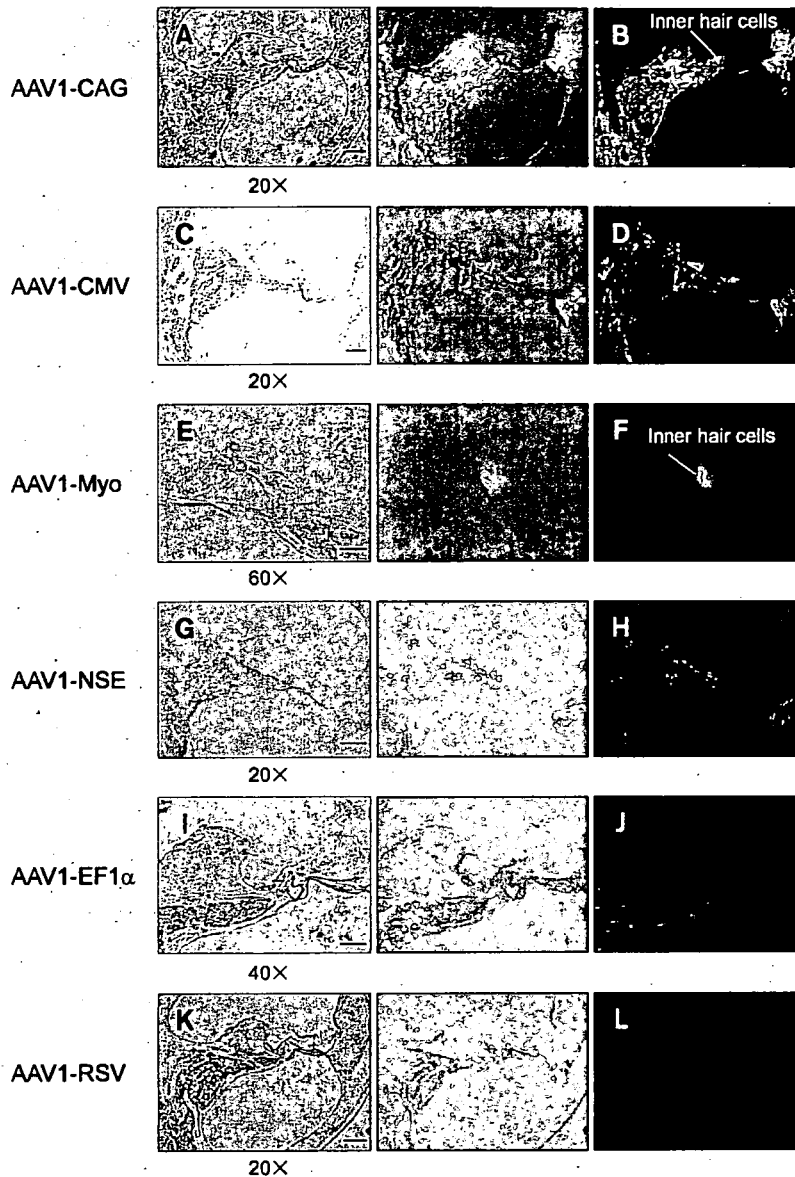 AAV1-CAG
A
B
Inner hair cells
20×
AAV1-CMV
C
D
20×
AAV1-Myo
E
F
Inner hair cells
60×
AAV1-NSE
G
H
20×
AAV1-EF1α
I
J
40×
AAV1-RSV
K
L
20×